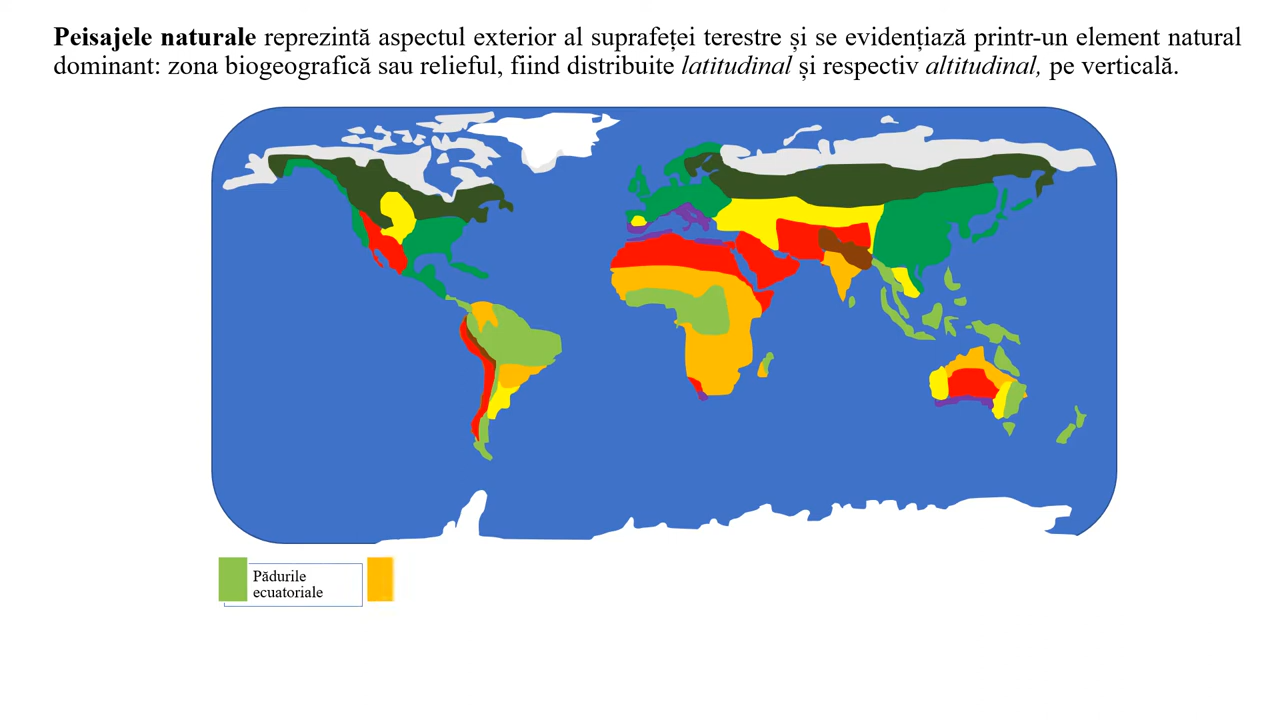 Peisajele naturale reprezintă aspectul exterior al suprafeței terestre și se evidențiază printr-un element natural
dominant: zona biogeografică sau relieful, fiind distribuite latitudinal și respectiv altitudinal, pe verticală.
Pădurile
ecuatoriale